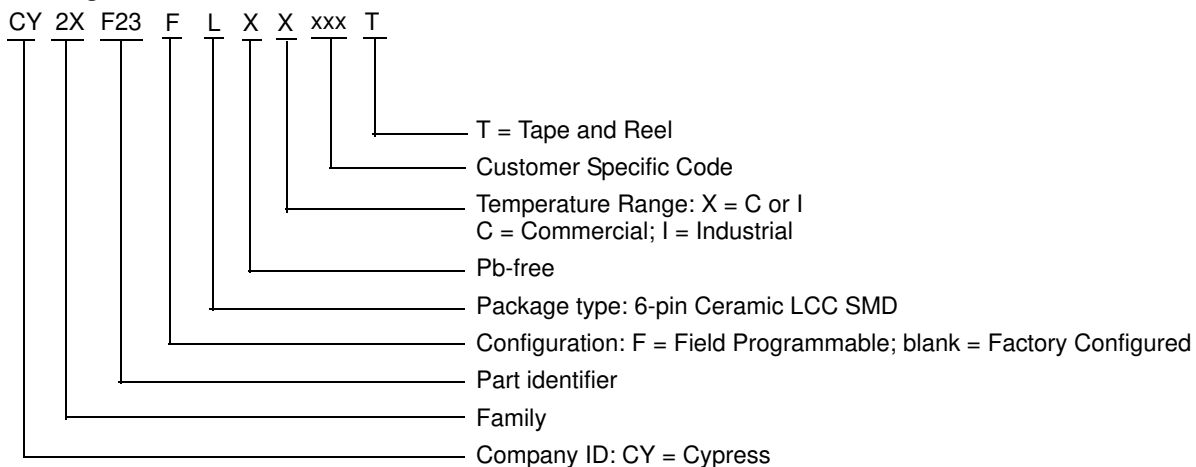 CY 2X F23 F L X X xxx T
T = Tape and Reel
Customer Specific Code
Temperature Range: X = C or I
C = Commercial; I = Industrial
Pb-free
Package type: 6-pin Ceramic LCC SMD
Configuration: F = Field Programmable; blank = Factory Configured
Part identifier
Family
Company ID: CY = Cypress